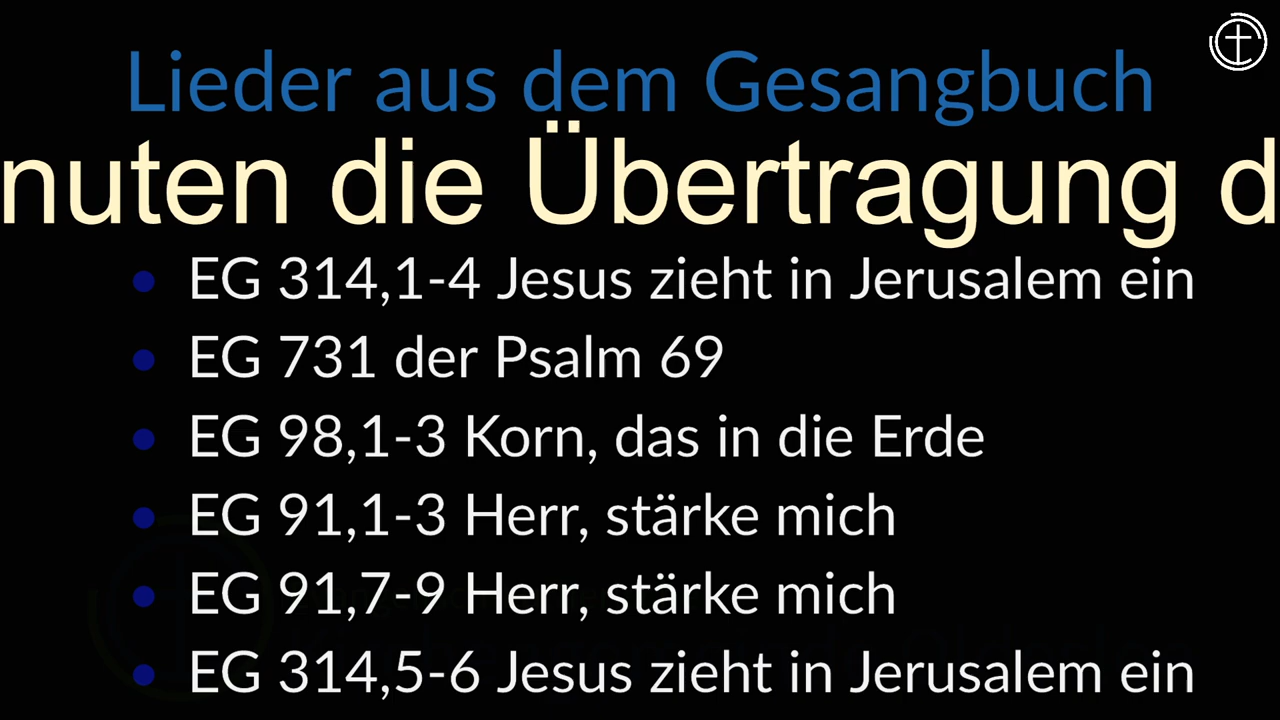 Lieder aus dem Gesangbuch
nuten die Übertragung d
EG 314,1-4 Jesus zieht in Jerusalem ein
EG 731 der Psalm 69
EG 98,1-3 Korn, das in die Erde
EG 91,1-3 Herr, stärke mich
EG 91,7-9 Herr, stärke mich
EG 314,5-6 Jesus zieht in Jerusalem ein